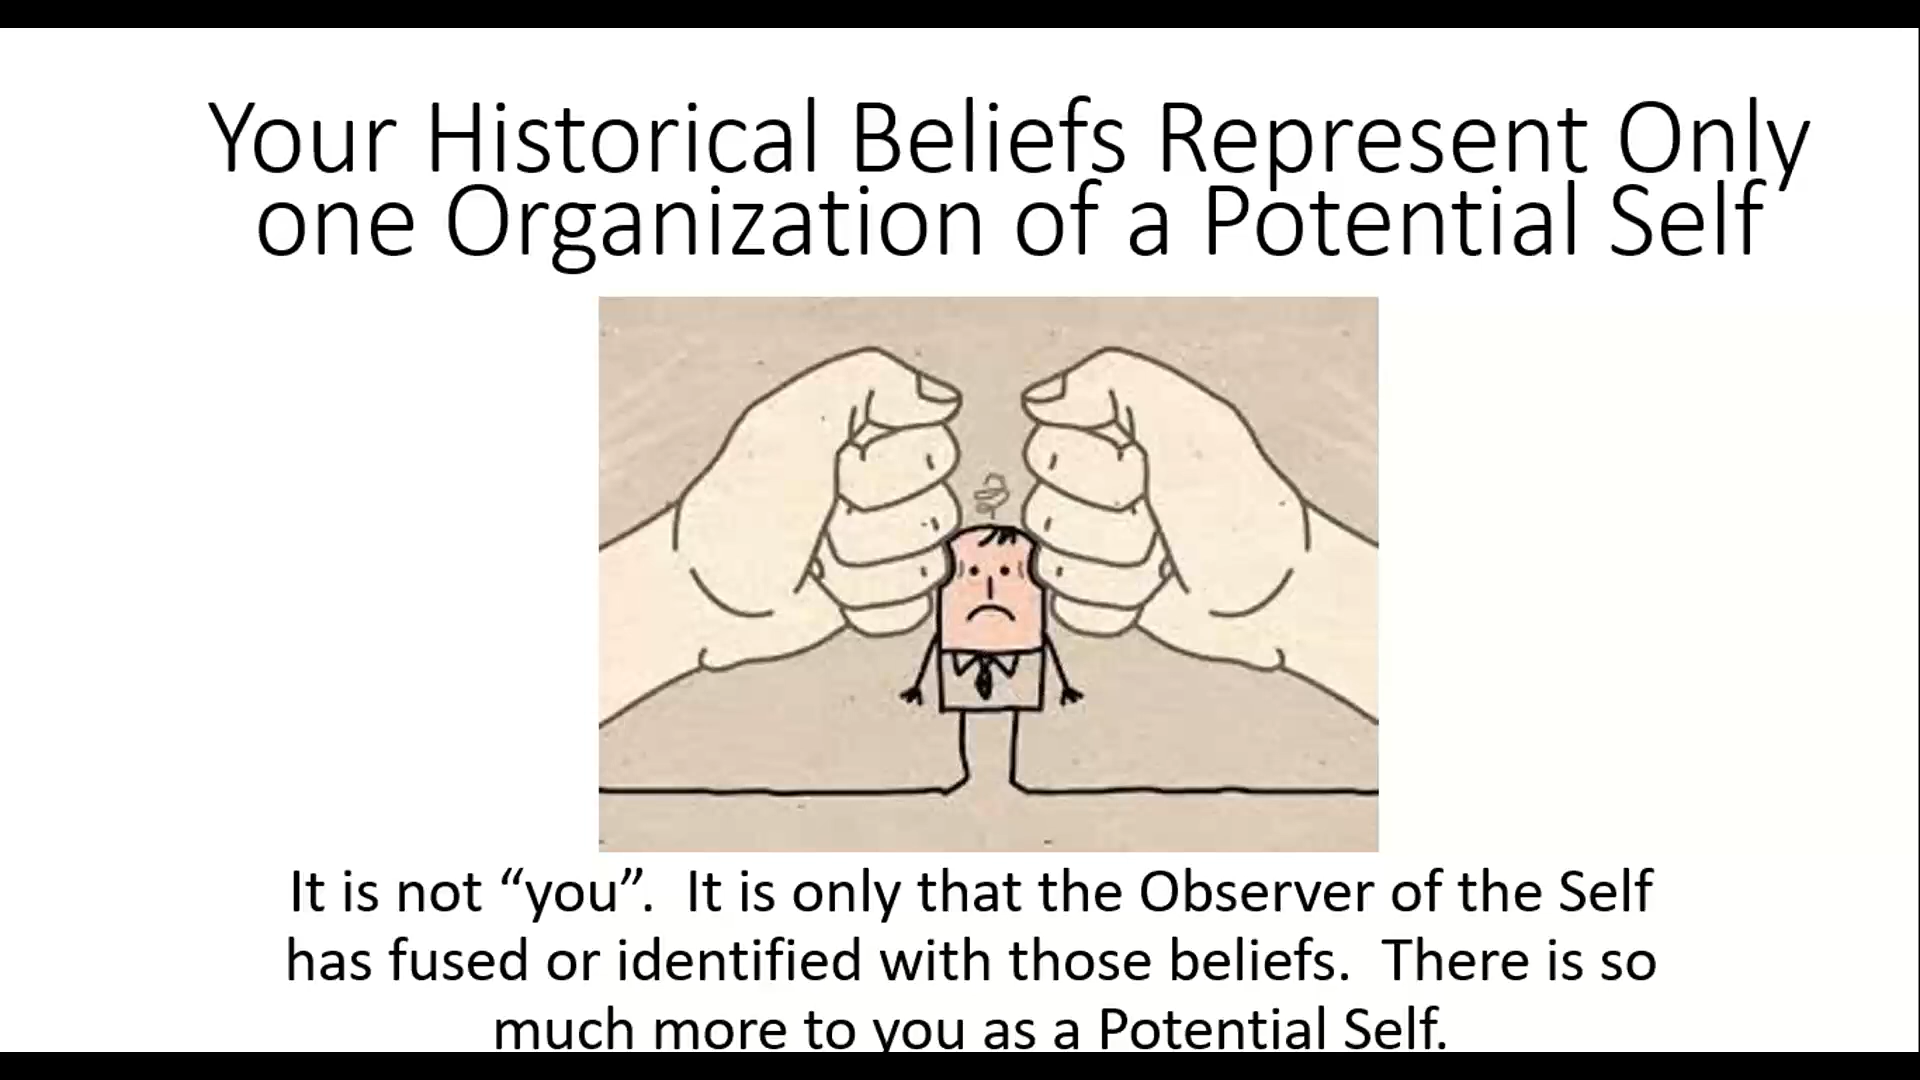 Your Historical Beliefs Represent Only
one Organization of a Potential Self
It is not “you”.  It is only that the Observer of the Self
has fused or identified with those beliefs.  There is so
much more to you as a Potential Self.